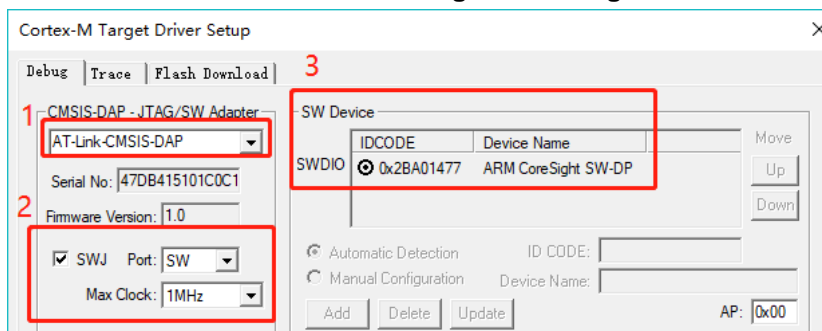 Cortex-M Target Driver Setup
Debug Trace Flash Download
3
1
CMSIS-DAP - JTAG/SW Adapter
AT-Link-CMSIS-DAP
Serial No: 47DB415101C0C1
2
Firmware Version: 1.0
SWJ Port: SW
Max Clock: 1MHz
SW Device
IDCODE Device Name
SWDIO 0x2BA01477 ARM CoreSight SW-DP
Move
Up
Down
Automatic Detection ID CODE:
Manual Configuration Device Name:
Add Delete Update AP: 0x00